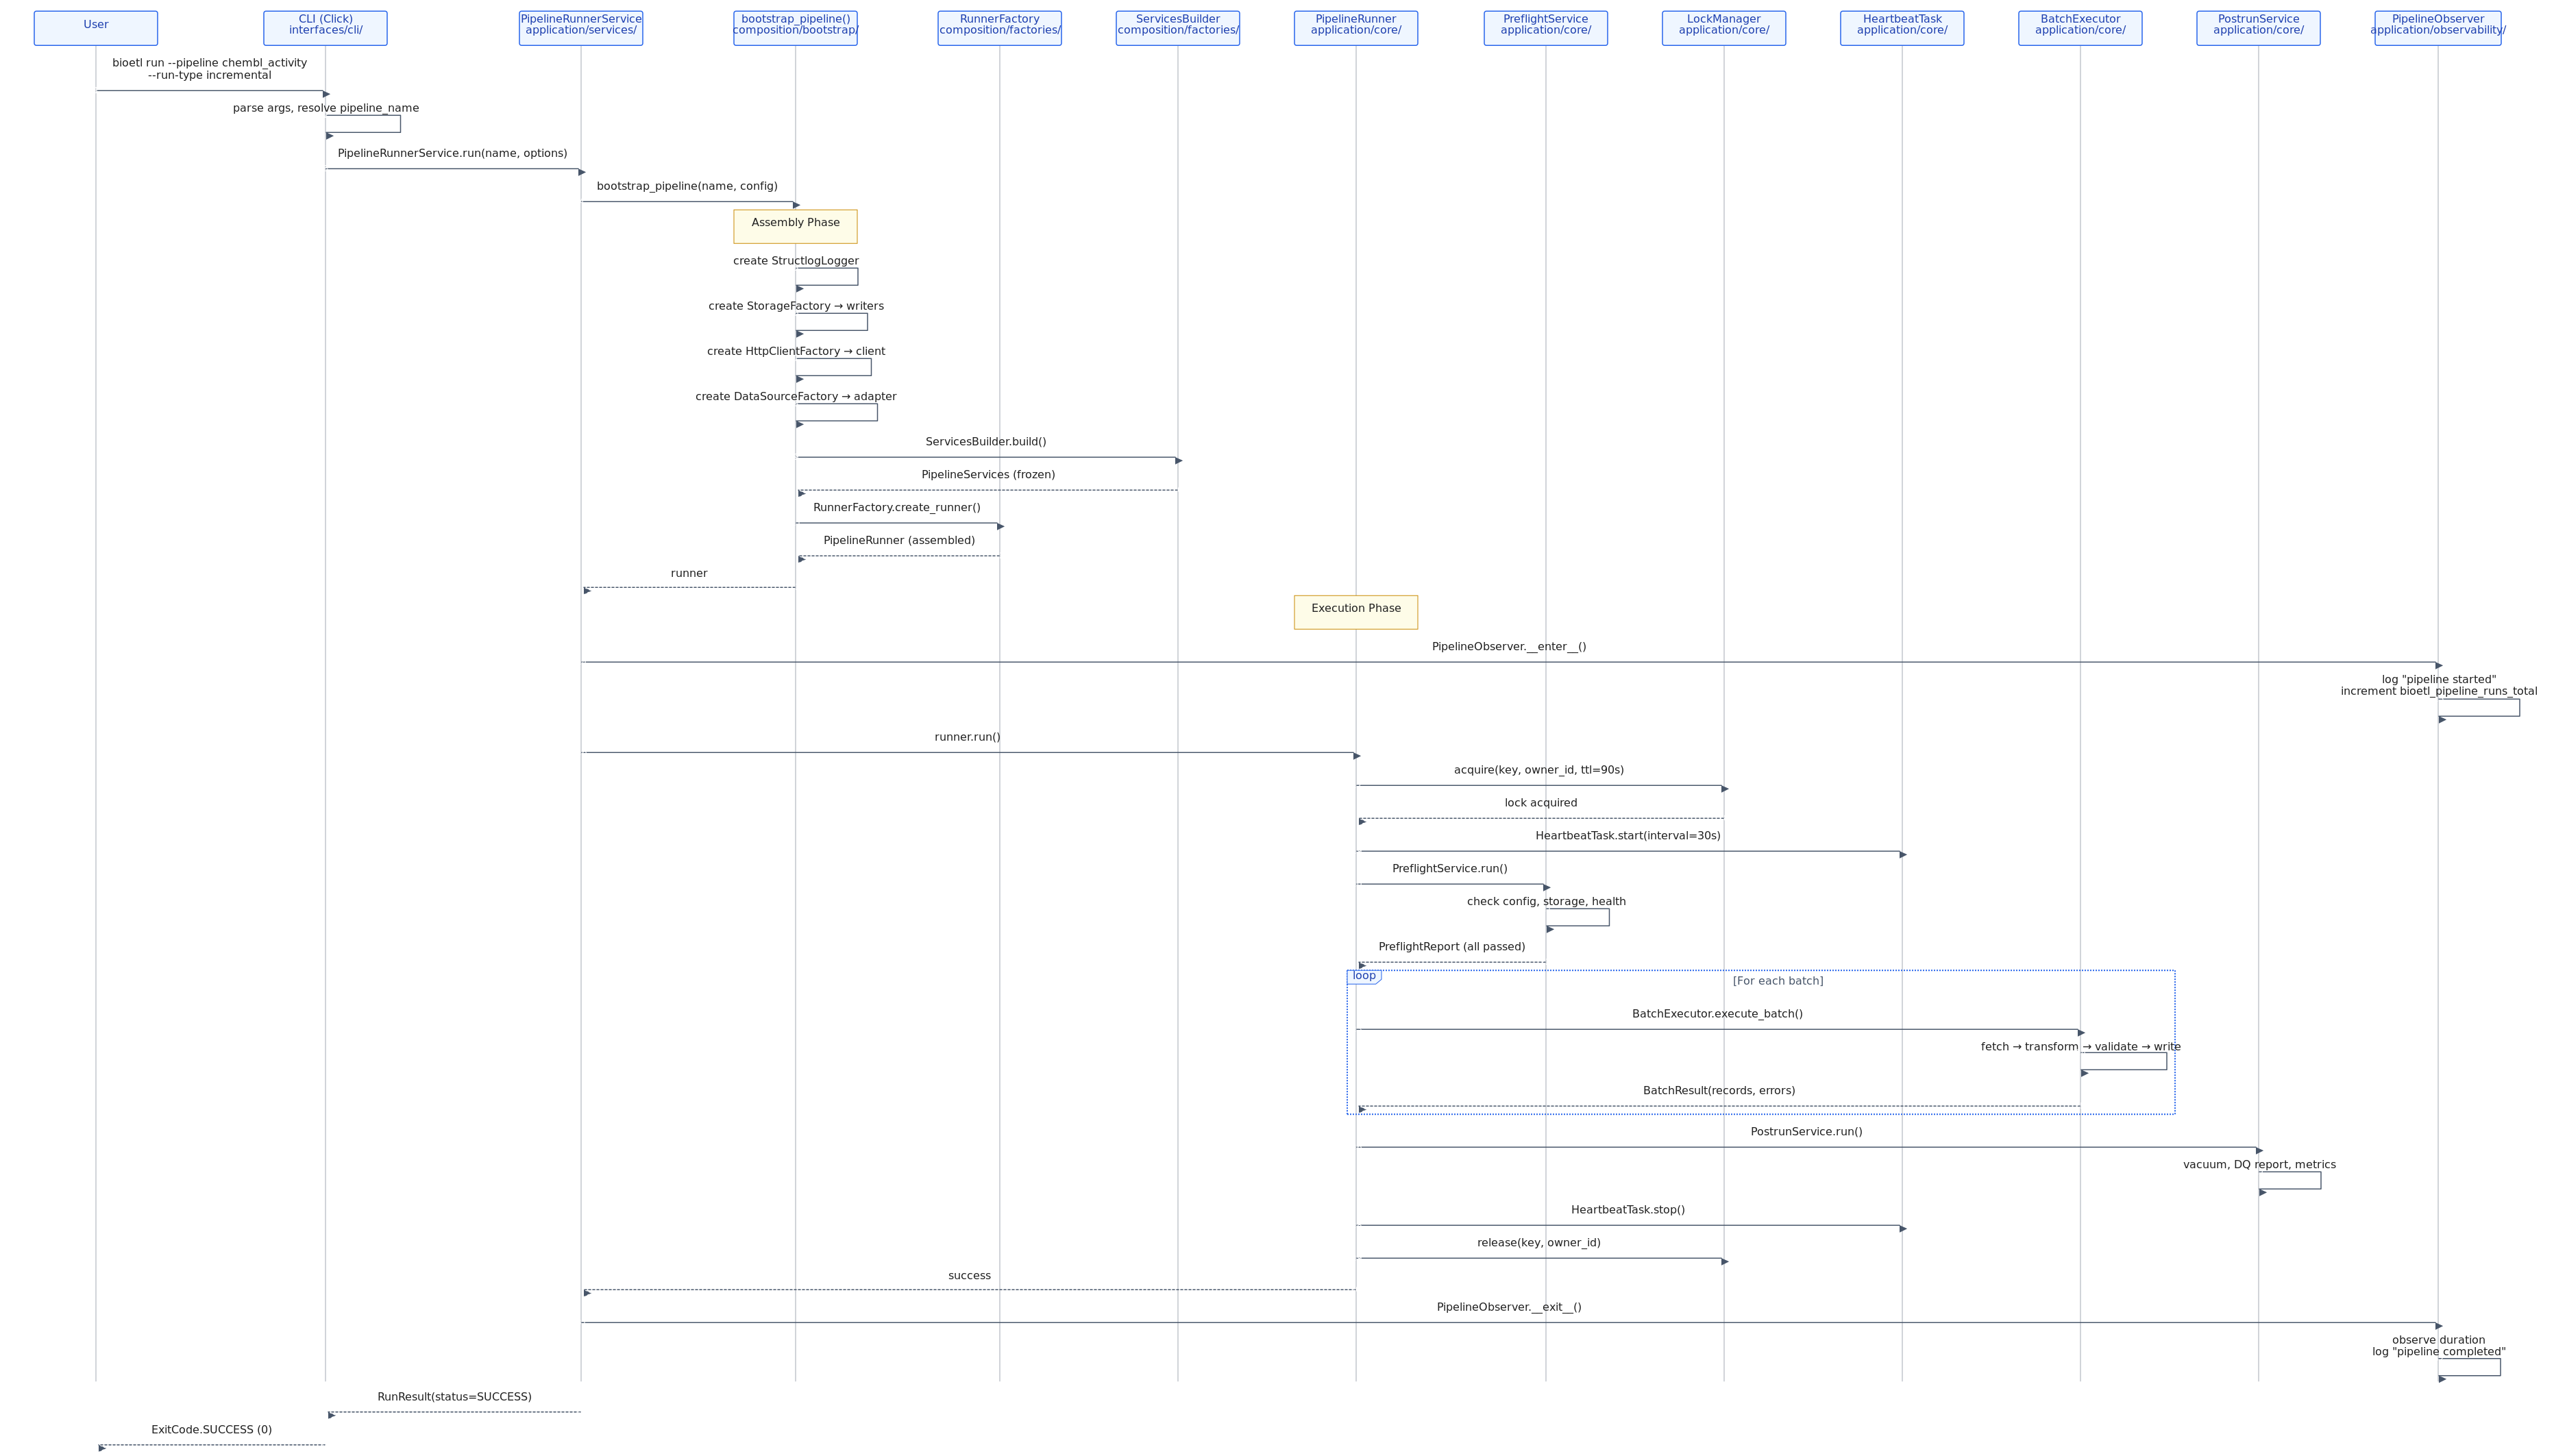 User
CLI (Click)
interfaces/cli/
PipelineRunnerService
application/services/
bootstrap_pipeline()
composition/bootstrap/
RunnerFactory
composition/factories/
ServicesBuilder
composition/factories/
PipelineRunner
application/core/
PreflightService
application/core/
LockManager
application/core/
HeartbeatTask
application/core/
BatchExecutor
application/core/
PostrunService
application/core/
PipelineObserver
application/observability/
bioetl run --pipeline chembl_activity
--run-type incremental
parse args, resolve pipeline_name
PipelineRunnerService.run(name, options)
bootstrap_pipeline(name, config)
Assembly Phase
create StructlogLogger
create StorageFactory → writers
create HttpClientFactory → client
create DataSourceFactory → adapter
ServicesBuilder.build()
PipelineServices (frozen)
RunnerFactory.create_runner()
PipelineRunner (assembled)
runner
Execution Phase
PipelineObserver.__enter__()
log "pipeline started"
increment bioetl_pipeline_runs_total
runner.run()
acquire(key, owner_id, ttl=90s)
lock acquired
HeartbeatTask.start(interval=30s)
PreflightService.run()
check config, storage, health
PreflightReport (all passed)
loop
[For each batch]
BatchExecutor.execute_batch()
fetch → transform → validate → write
BatchResult(records, errors)
PostrunService.run()
vacuum, DQ report, metrics
HeartbeatTask.stop()
release(key, owner_id)
success
PipelineObserver.__exit__()
observe duration
log "pipeline completed"
RunResult(status=SUCCESS)
ExitCode.SUCCESS (0)